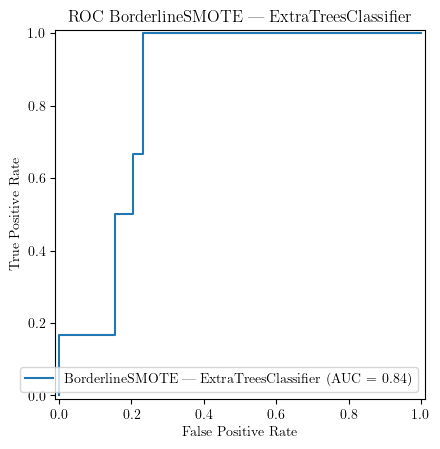 ROC BorderlineSMOTE — ExtraTreesClassifier
1.0
0.8
0.6
0.4
0.2
0.0
True Positive Rate
BorderlineSMOTE — ExtraTreesClassifier (AUC = 0.84)
0.0 0.2 0.4 0.6 0.8 1.0
False Positive Rate